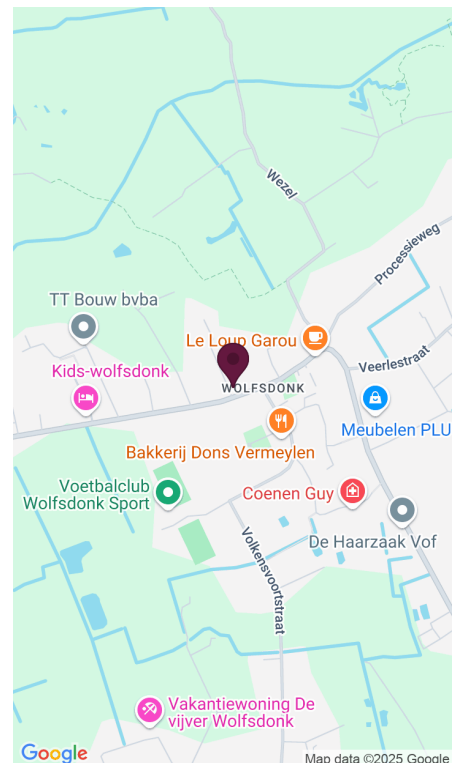 Wezel
Processieweg
TT Bouw bvba
Le Loup Garou
Veerlestraat
Kids-wolfsdonk
WOLFSDONK
Meubelen PLU
Bakkerij Dons Vermeylen
Voetbalclub
Wolfsdonk Sport
Coenen Guy
De Haarzaak Vof
Volkensvoortstraat
Vakantiewoning De
vijver Wolfsdonk
Google
Map data ©2025 Google